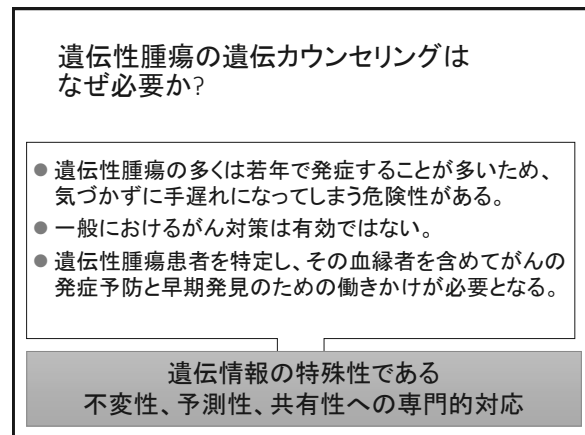 遺伝性腫瘍の遺伝カウンセリングは
なぜ必要か?
● 遺伝性腫瘍の多くは若年で発症することが多いため、
気づかずに手遅れになってしまう危険性がある。
● 一般におけるがん対策は有効ではない。
● 遺伝性腫瘍患者を特定し、その血縁者を含めてがんの
発症予防と早期発見のための働きかけが必要となる。
遺伝情報の特殊性である
不変性、予測性、共有性への専門的対応